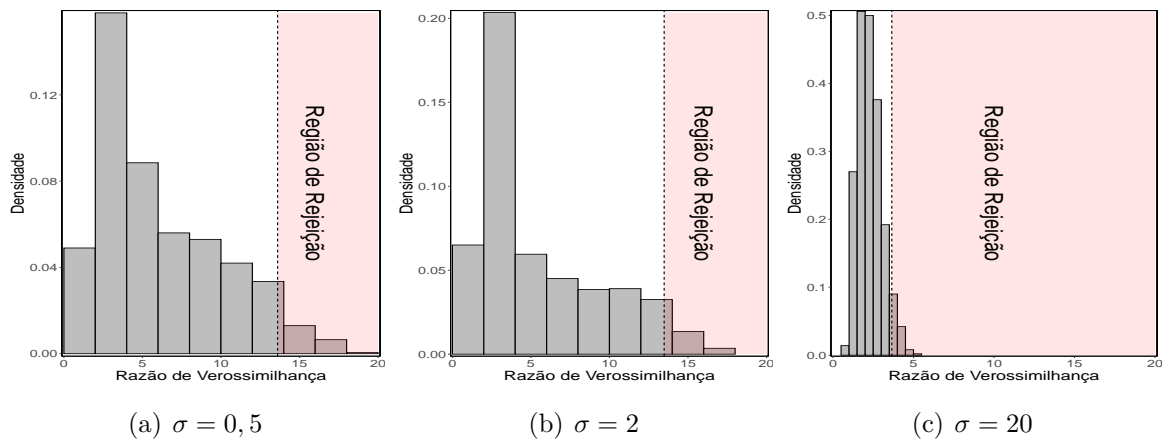 Densidade
0.12
0.08
0.04
0.00
0
5
10
15
20
Razão de Verossimilhança
Região de Rejeição
(a) σ = 0, 5
Densidade
0.20
0.15
0.10
0.05
0.00
0
5
10
15
20
Razão de Verossimilhança
Região de Rejeição
(b) σ = 2
Densidade
0.5
0.4
0.3
0.2
0.1
0.0
0
5
10
15
20
Razão de Verossimilhança
Região de Rejeição
(c) σ = 20